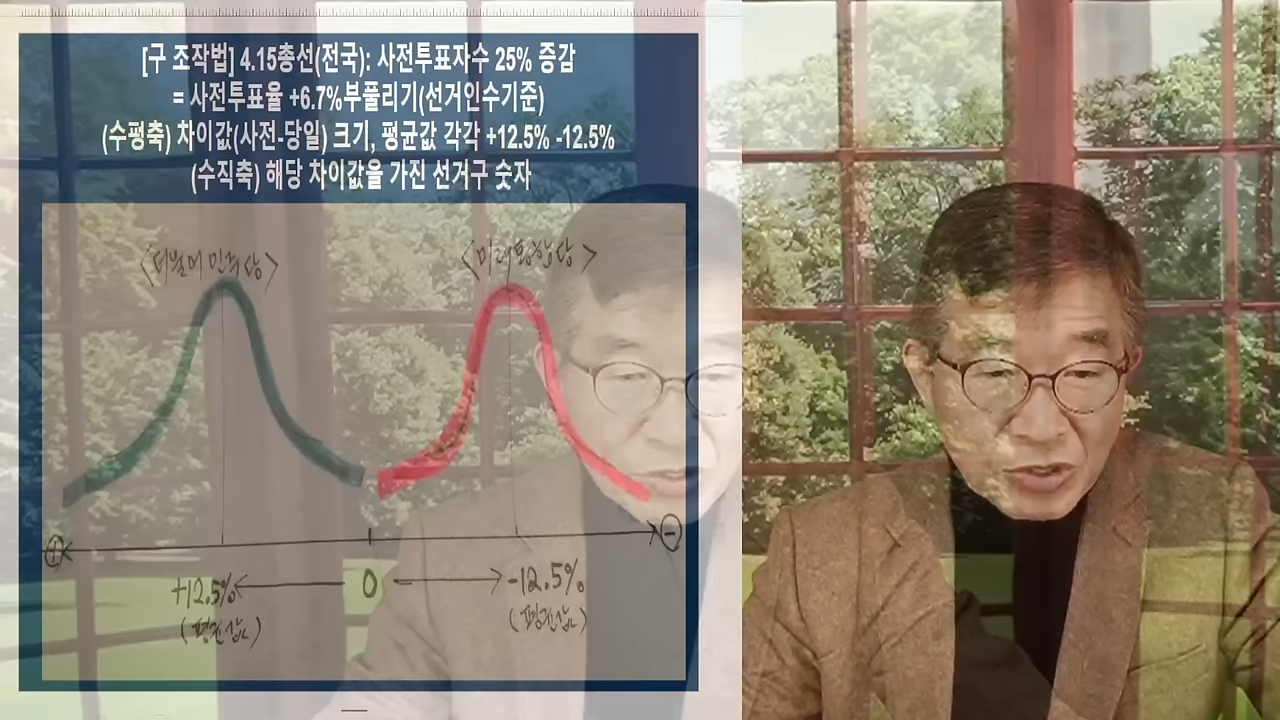 [구 조작법] 4.15총선(전국): 사전투표자수 25% 증감
= 사전투표율 +6.7%부풀리기(선거인수기준)
(수평축) 차이값(사전-당일) 크기, 평균값 각각 +12.5% -12.5%
(수직축) 해당 차이값을 가진 선거구 숫자
<더불어민주당> <미래통합당>
+ -
+12.5% 0 -12.5%
(평균값) (평균값)